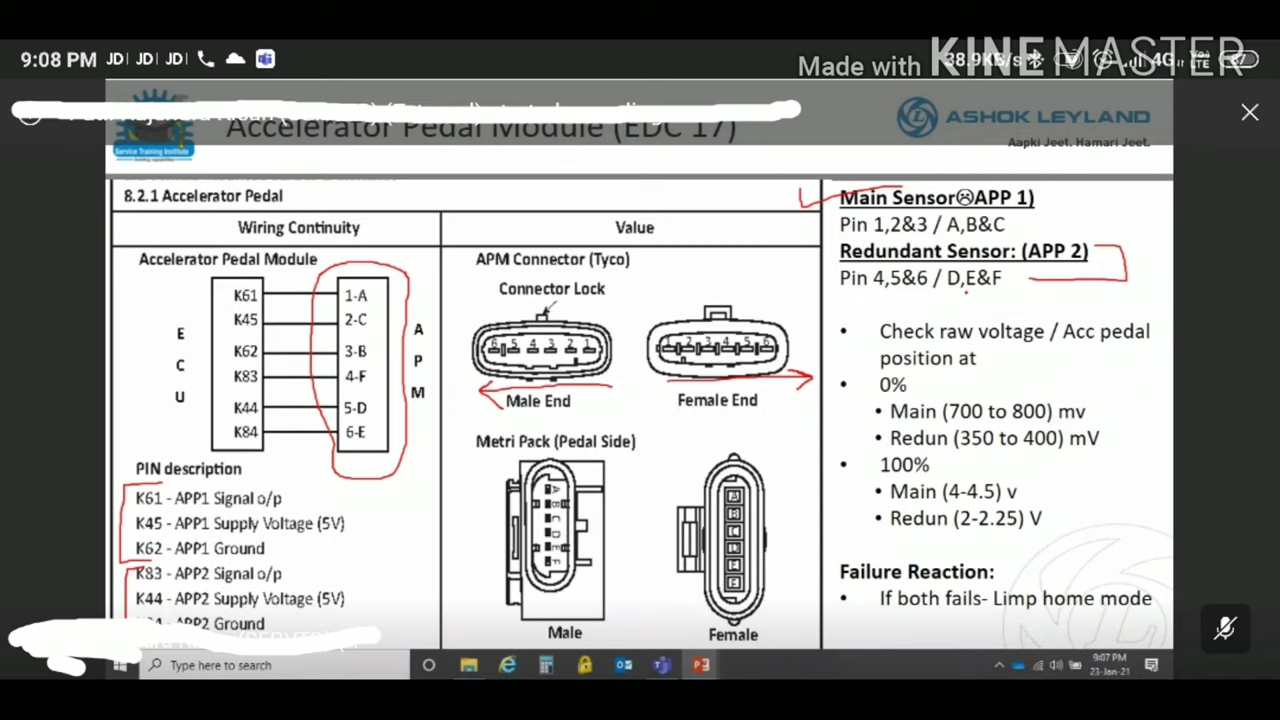 9:08 PM JD JD JD
38.9KB/s 4G
Made with KINEMASTER
Accelerator Pedal Module (EDC 17)
Service Training Institute
ASHOK LEYLAND
Aapki Jeet. Hamari Jeet.
8.2.1 Accelerator Pedal
Wiring Continuity
Value
Accelerator Pedal Module
E C U
K61 1-A
K45 2-C
K62 3-B
K83 4-F
K44 5-D
K84 6-E
A P M
PIN description
K61 - APP1 Signal o/p
K45 - APP1 Supply Voltage (5V)
K62 - APP1 Ground
K83 - APP2 Signal o/p
K44 - APP2 Supply Voltage (5V)
- APP2 Ground
APM Connector (Tyco)
Connector Lock
6 5 4 3 2 1
1 2 3 4 5 6
Male End
Female End
Metri Pack (Pedal Side)
A B C D E F
A B C D E F
Male
Female
Main Sensor☹APP 1)
Pin 1,2&3 / A,B&C
Redundant Sensor: (APP 2)
Pin 4,5&6 / D,E&F
• Check raw voltage / Acc pedal
position at
• 0%
• Main (700 to 800) mv
• Redun (350 to 400) mV
• 100%
• Main (4-4.5) v
• Redun (2-2.25) V
Failure Reaction:
• If both fails- Limp home mode
Type here to search
9:07 PM
23-Jan-21